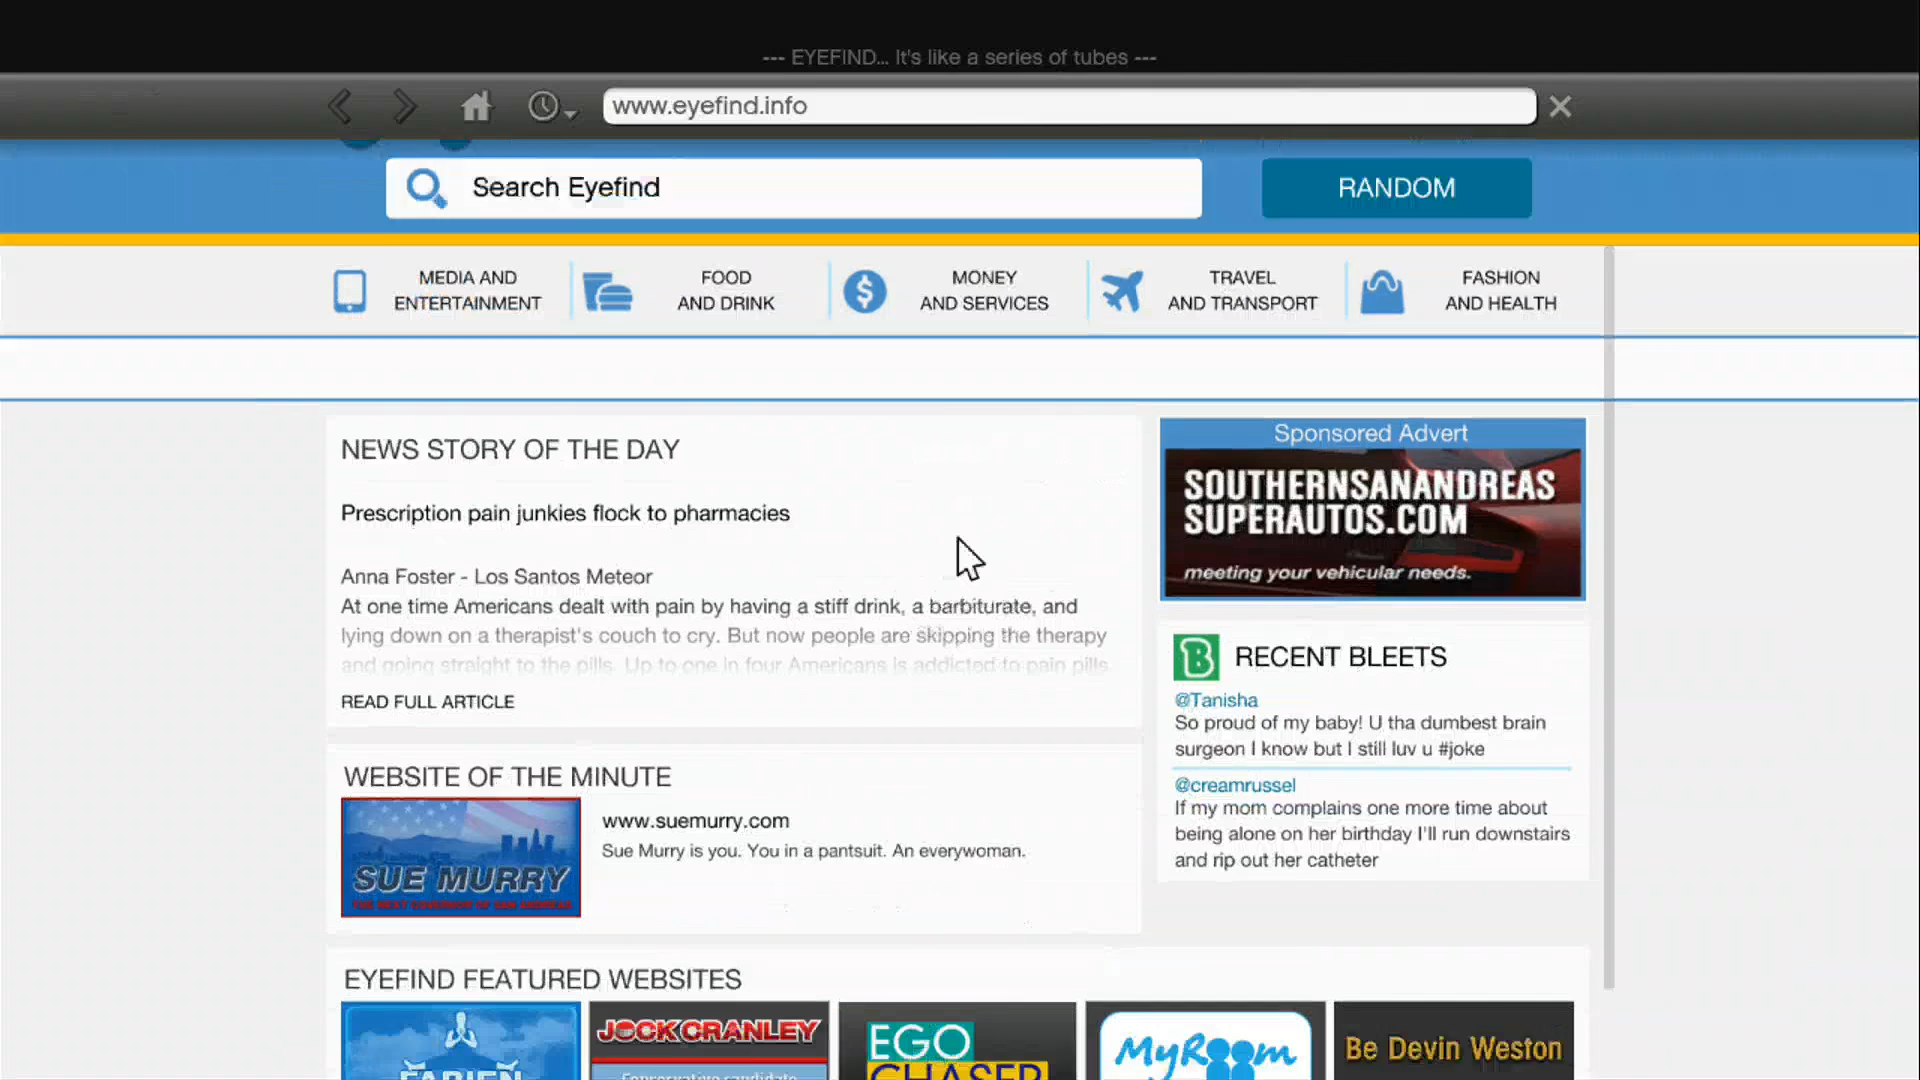 --- EYEFIND... It's like a series of tubes ---
www.eyefind.info
Search Eyefind
RANDOM
MEDIA AND
ENTERTAINMENT
FOOD
AND DRINK
MONEY
AND SERVICES
TRAVEL
AND TRANSPORT
FASHION
AND HEALTH
NEWS STORY OF THE DAY
Prescription pain junkies flock to pharmacies
Anna Foster - Los Santos Meteor
At one time Americans dealt with pain by having a stiff drink, a barbiturate, and
lying down on a therapist's couch to cry. But now people are skipping the therapy
and going straight to the pills. Up to one in four Americans is addicted to pain pills
READ FULL ARTICLE
Sponsored Advert
SOUTHERNSANANDREAS
SUPERAUTOS.COM
meeting your vehicular needs.
RECENT BLEETS
@Tanisha
So proud of my baby! U tha dumbest brain
surgeon I know but I still luv u #joke
@creamrussel
If my mom complains one more time about
being alone on her birthday I'll run downstairs
and rip out her catheter
WEBSITE OF THE MINUTE
SUE MURRY
THE NEXT GOVERNOR OF SAN ANDREAS
www.suemurry.com
Sue Murry is you. You in a pantsuit. An everywoman.
EYEFIND FEATURED WEBSITES
FABIEN
JOCK CRANLEY
Conservative candidate
EGO
CHASER
MyRoom
Be Devin Weston